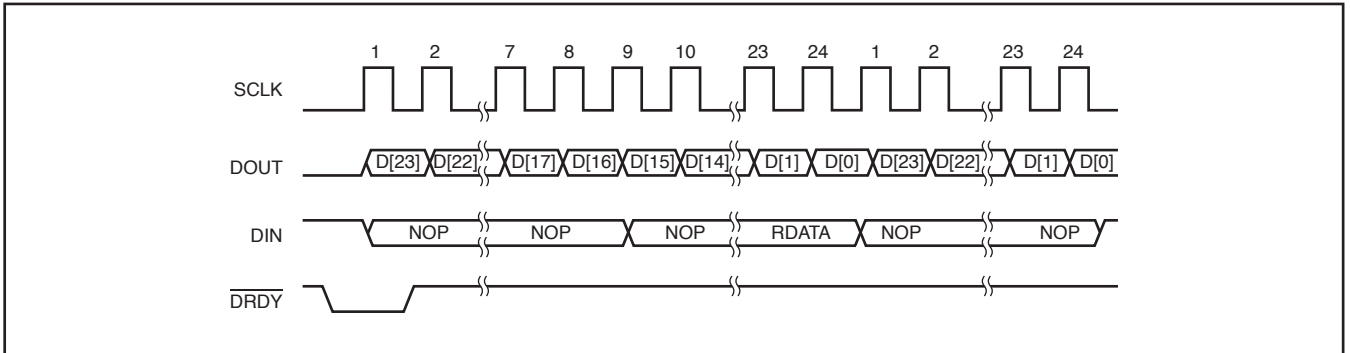 1 2 7 8 9 10 23 24 1 2 23 24
SCLK
DOUT D[23] D[22] D[17] D[16] D[15] D[14] D[1] D[0] D[23] D[22] D[1] D[0]
DIN NOP NOP NOP RDATA NOP NOP
DRDY